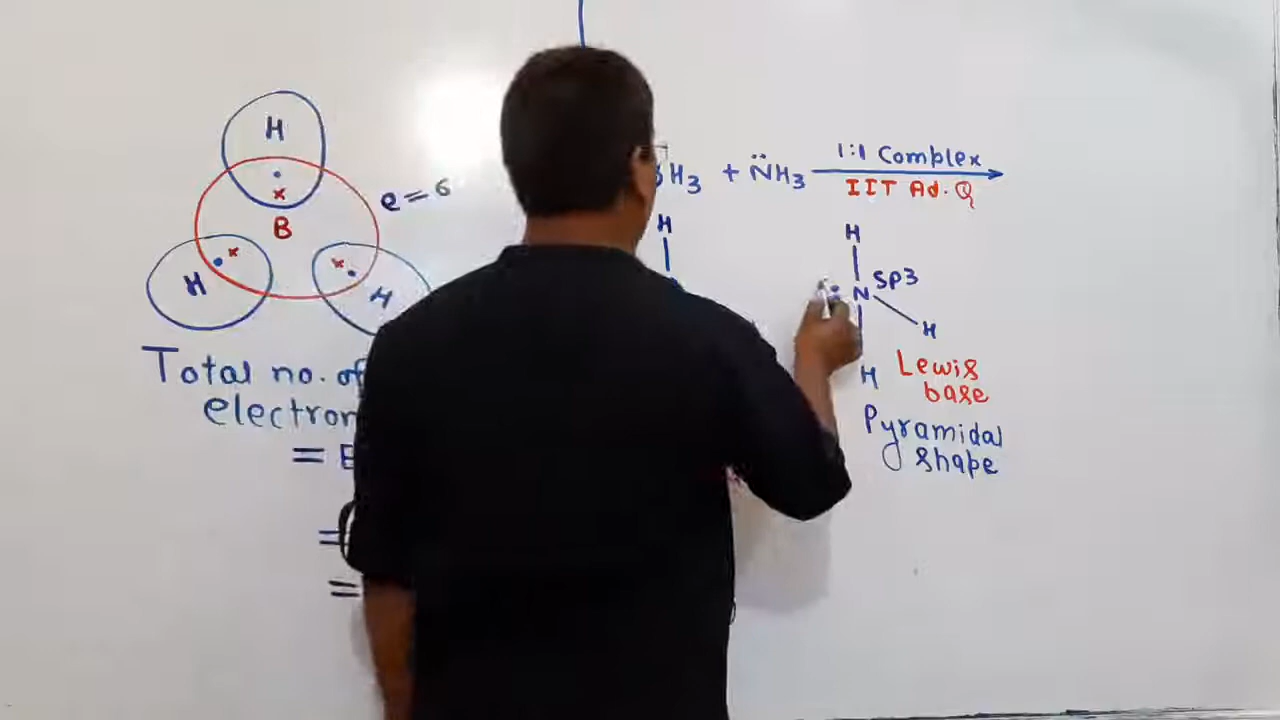 H
B
H
H
e = 6
Total no. of
electron
=
=
=
H3 + N̈H3
1:1 Complex
IIT Ad. Q
H
H
N SP3
H
H
Lewis
base
Pyramidal
shape